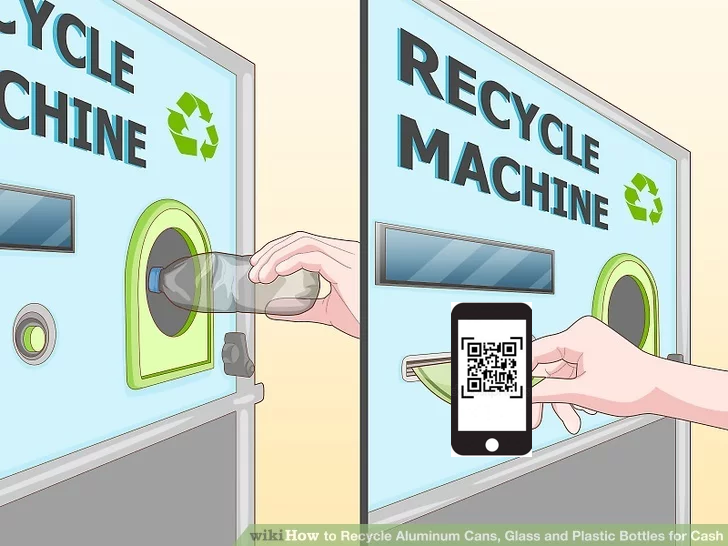 CYCLE
CHINE
RECYCLE
MACHINE
wikiHow to Recycle Aluminum Cans, Glass and Plastic Bottles for Cash